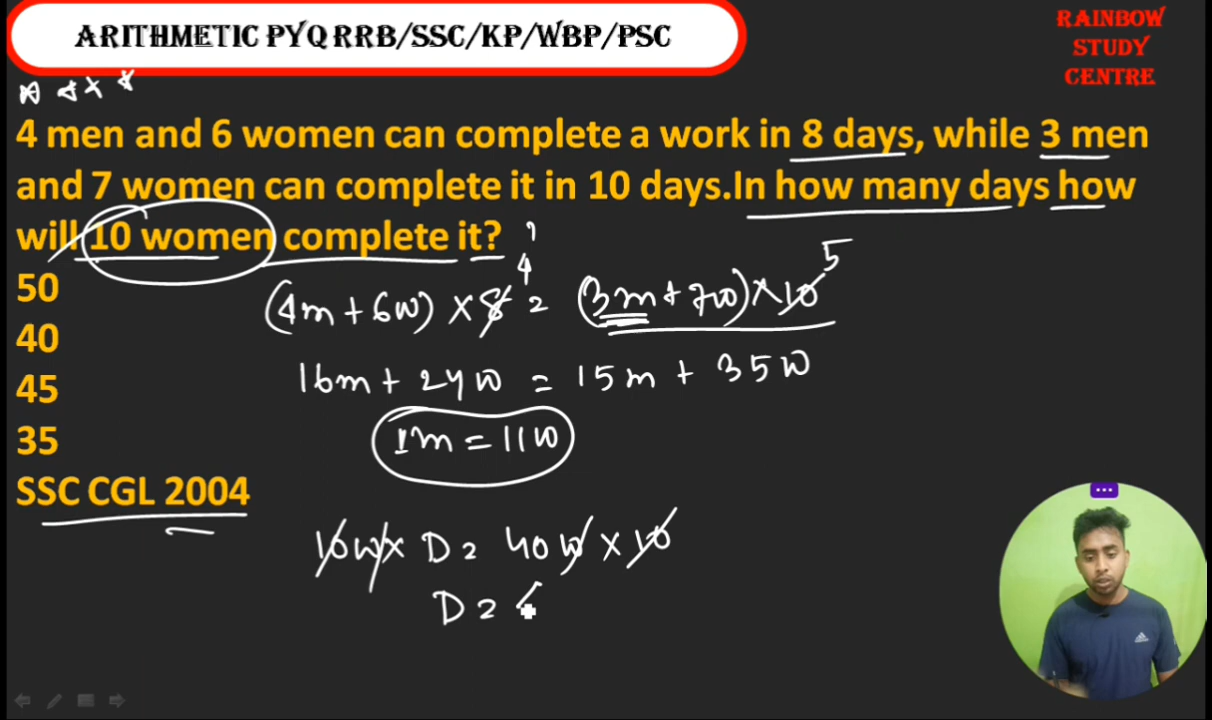 ARITHMETIC PYQ RRB/SSC/KP/WBP/PSC
RAINBOW
STUDY
CENTRE
4 men and 6 women can complete a work in 8 days, while 3 men
and 7 women can complete it in 10 days.In how many days how
will 10 women complete it?
50
40
45
35
SSC CGL 2004
4 5
(4m + 6w) × 8 = (3m + 7w) × 10
16m + 24w = 15m + 35w
1m = 11w
10w × D = 40w × 10
D =